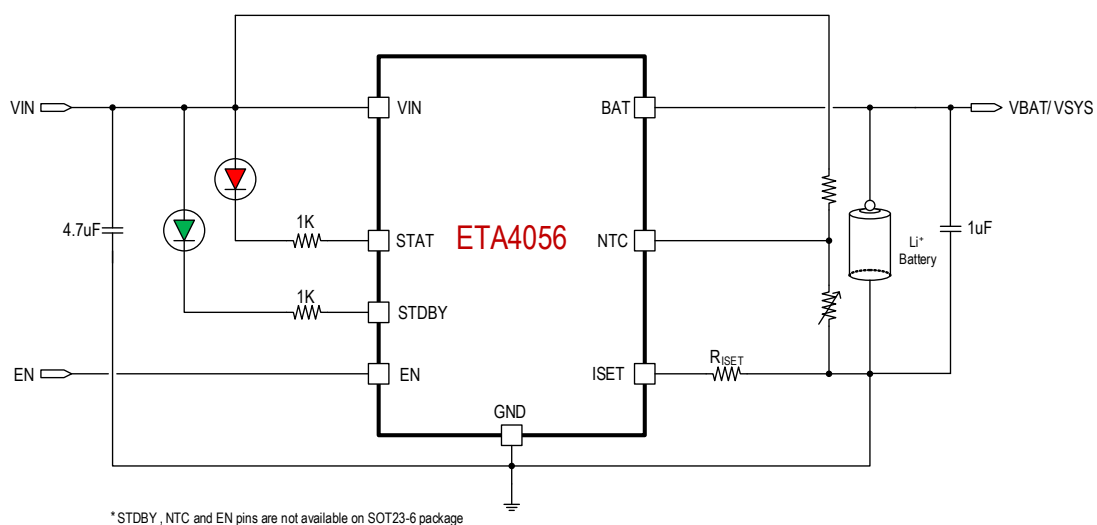 VIN
VIN
BAT
VBAT/ VSYS
4.7uF
1K
STAT
ETA4056
NTC
Li⁺
Battery
1uF
1K
STDBY
EN
EN
ISET
RISET
GND
* STDBY , NTC and EN pins are not available on SOT23-6 package